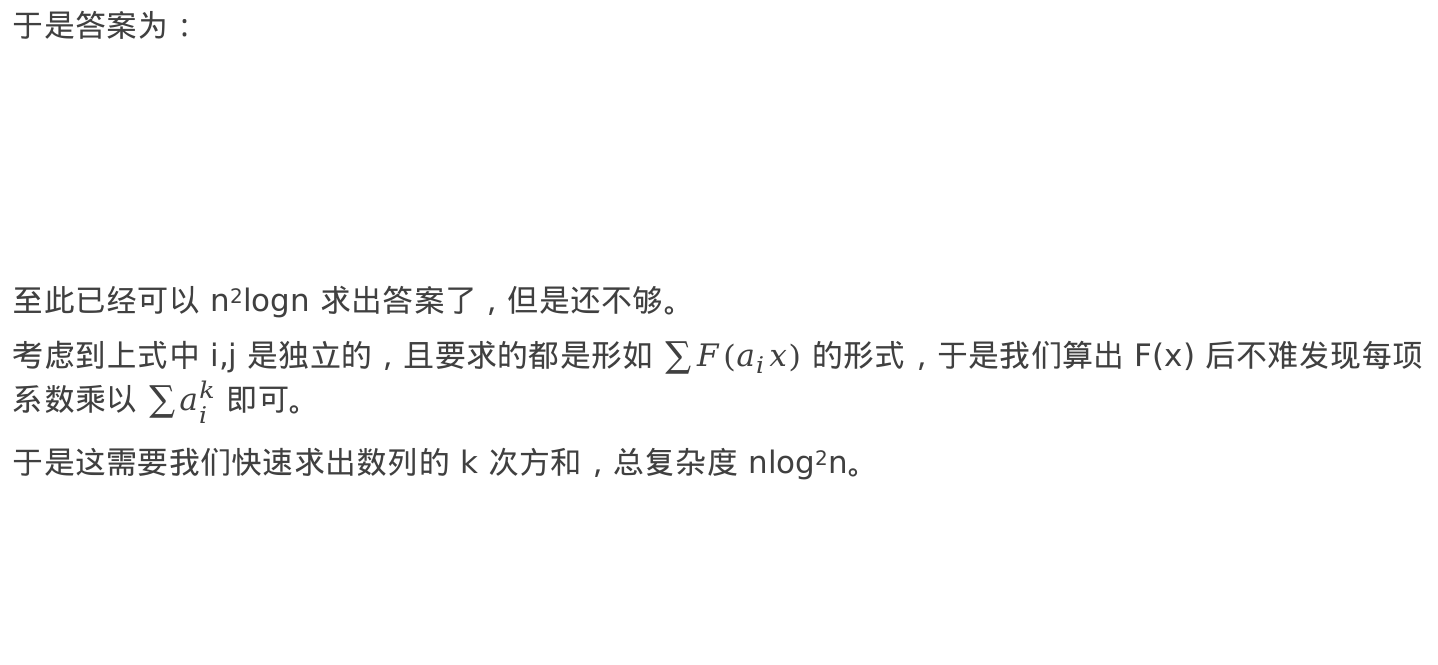 于是答案为：
至此已经可以 n²logn 求出答案了，但是还不够。
考虑到上式中 i,j 是独立的，且要求的都是形如 ∑F(a_i x) 的形式，于是我们算出 F(x) 后不难发现每项
系数乘以 ∑a_i^k 即可。
于是这需要我们快速求出数列的 k 次方和，总复杂度 nlog²n。